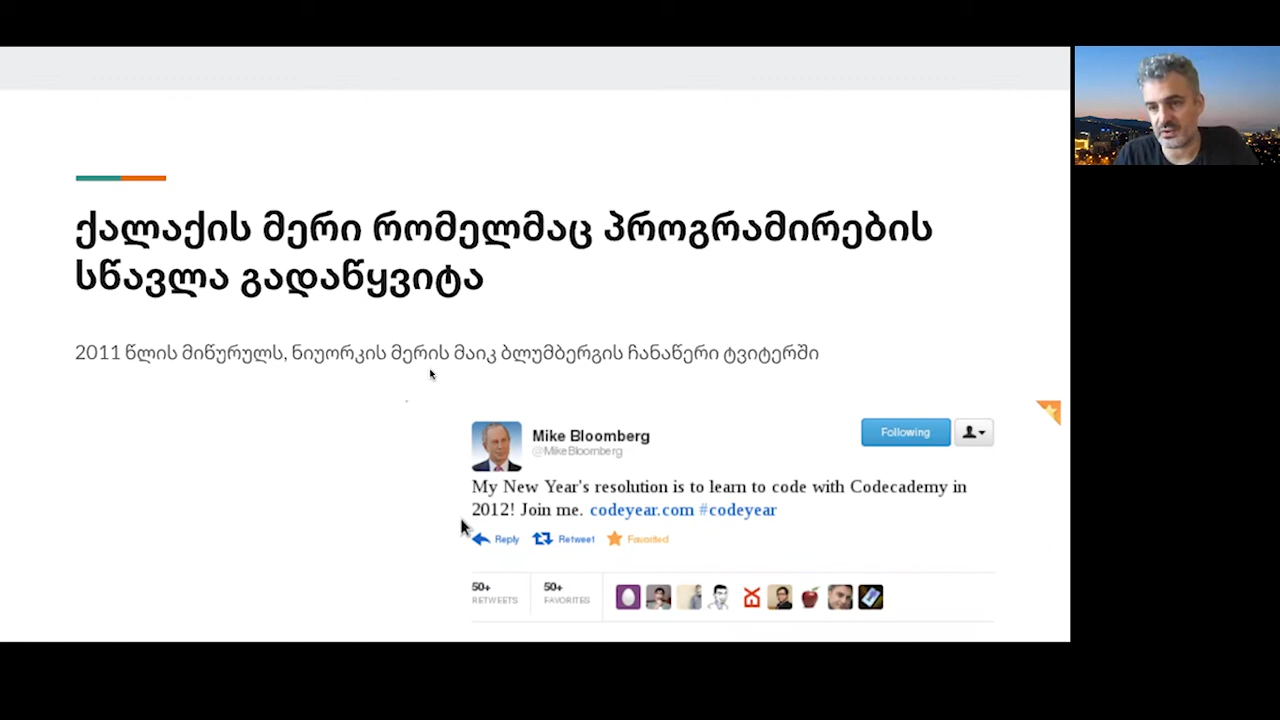 ქალაქის მერი რომელმაც პროგრამირების
სწავლა გადაწყვიტა
2011 წლის მიწურულს, ნიუორკის მერის მაიკ ბლუმბერგის ჩანაწერი ტვიტერში
Mike Bloomberg
@MikeBloomberg
Following
My New Year's resolution is to learn to code with Codecademy in
2012! Join me. codeyear.com #codeyear
Reply Retweet Favorited
50+ 50+
RETWEETS FAVORITES